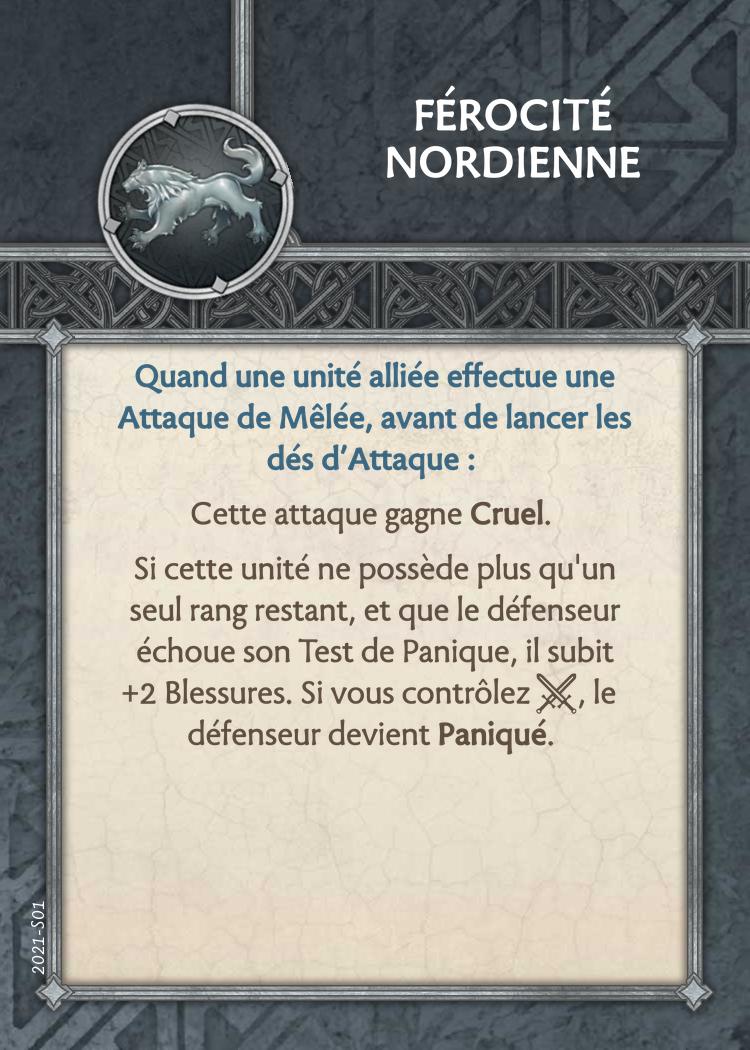 FÉROCITÉ
NORDIENNE
Quand une unité alliée effectue une
Attaque de Mêlée, avant de lancer les
dés d’Attaque :
Cette attaque gagne Cruel.
Si cette unité ne possède plus qu'un
seul rang restant, et que le défenseur
échoue son Test de Panique, il subit
+2 Blessures. Si vous contrôlez , le
défenseur devient Paniqué.
2021-S01